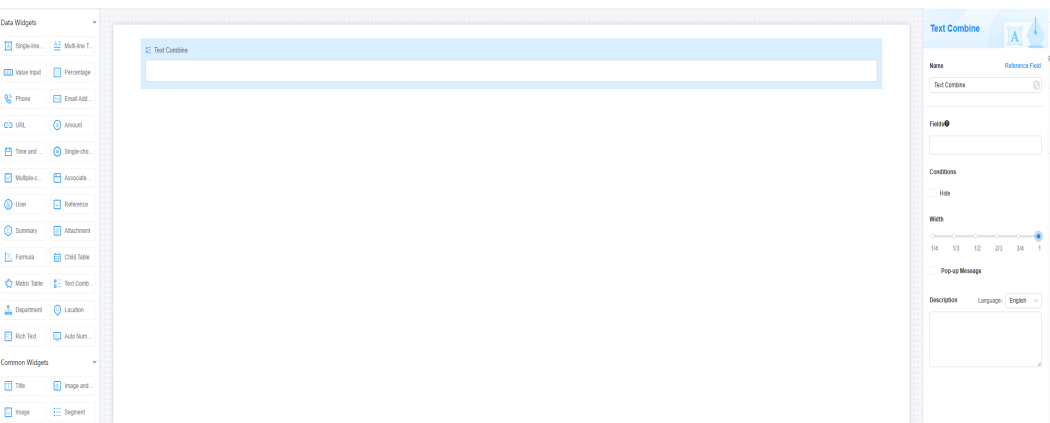 Data Widgets
Single-line...
Multi-line T...
Value Input
Percentage
Phone
Email Add...
URL
Amount
Time and ...
Single-cho...
Multiple-c...
Associate...
User
Reference
Summary
Attachment
Formula
Child Table
Matrix Table
Text Comb...
Department
Location
Rich Text
Auto Num...
Common Widgets
Title
Image and...
Image
Segment
Text Combine
Text Combine
Name Reference Field
Text Combine
Fields
Conditions
Hide
Width
1/4 1/3 1/2 2/3 3/4 1
Pop-up Message
Description Language: English